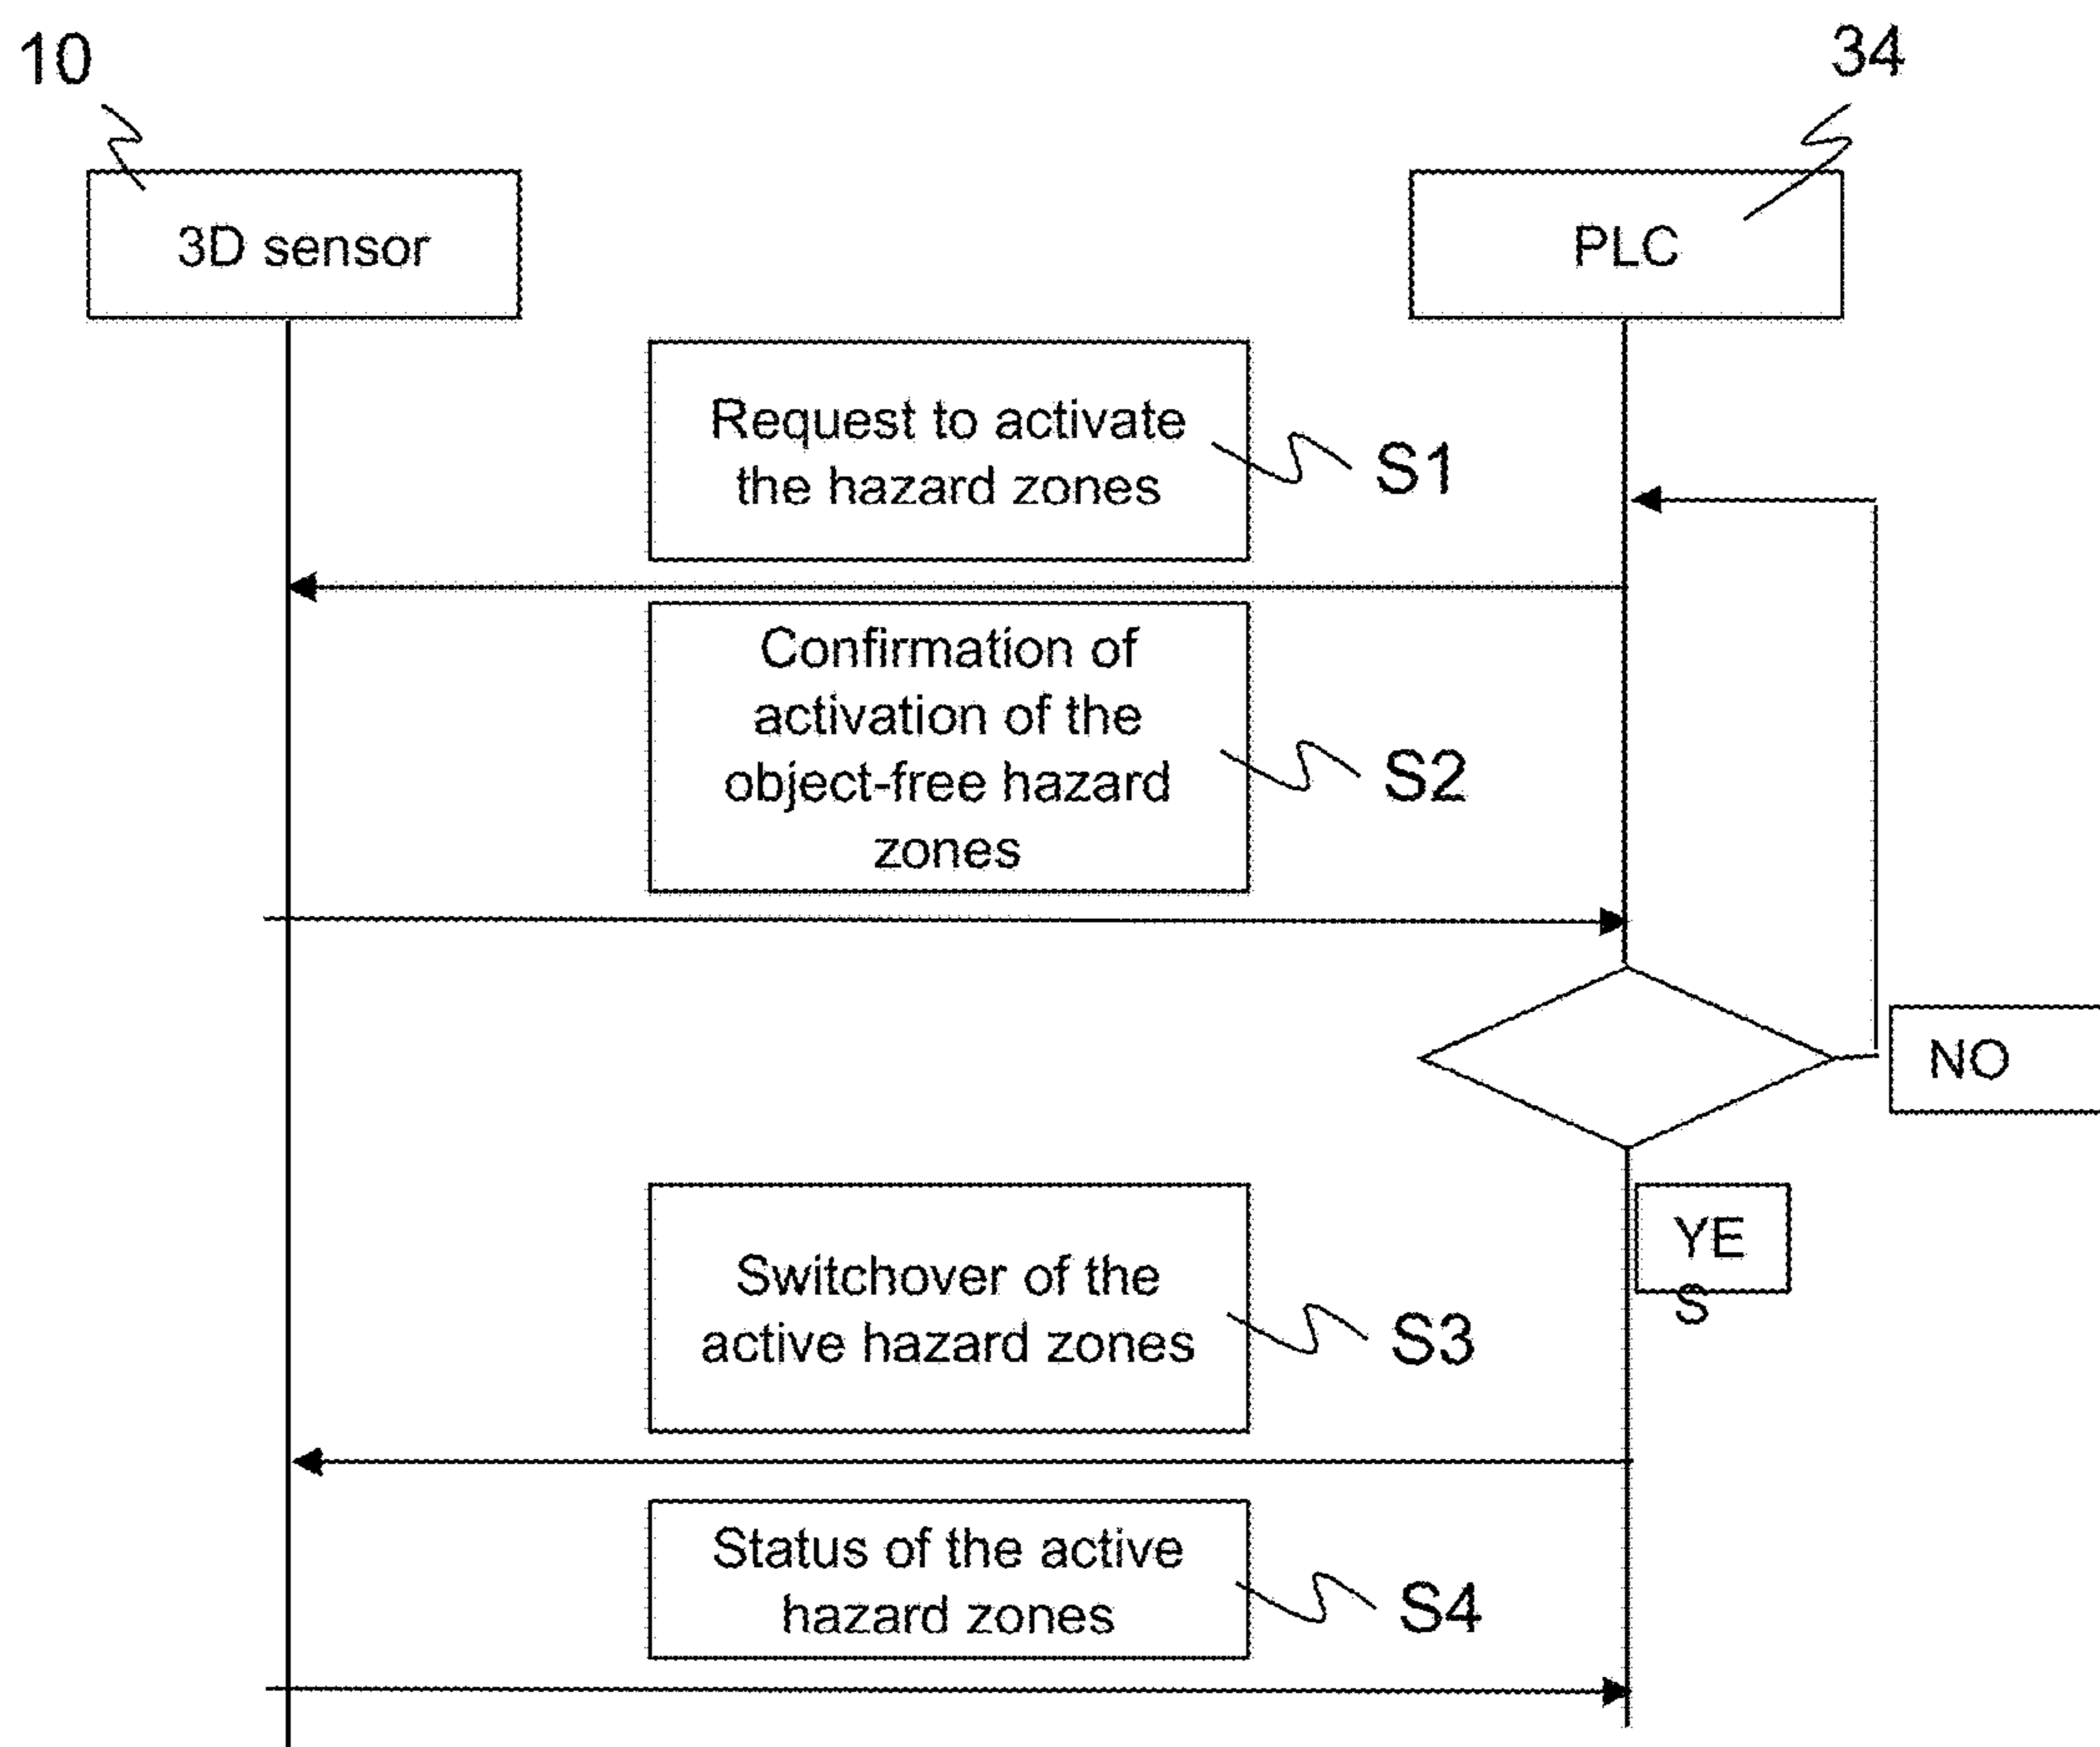 10
34
3D sensor
PLC
Request to activate
the hazard zones
S1
Confirmation of
activation of the
object-free hazard
zones
S2
NO
YE
S
Switchover of the
active hazard zones
S3
Status of the active
hazard zones
S4